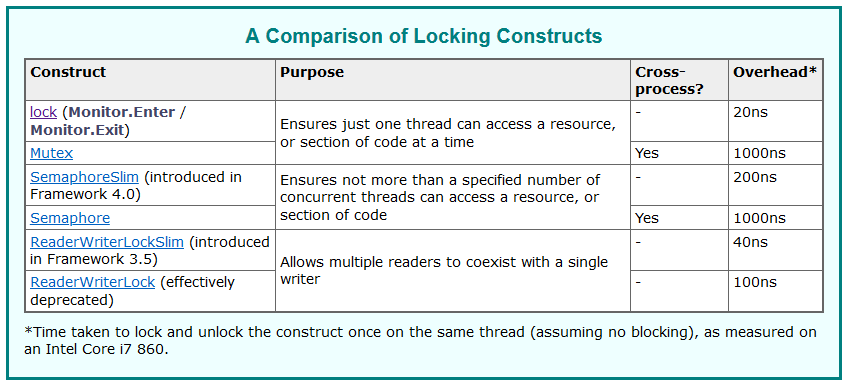 A Comparison of Locking Constructs
Construct
Purpose
Cross-
process?
Overhead*
lock (Monitor.Enter /
Monitor.Exit)
Ensures just one thread can access a resource,
or section of code at a time
-
20ns
Mutex
Yes
1000ns
SemaphoreSlim (introduced in
Framework 4.0)
Ensures not more than a specified number of
concurrent threads can access a resource, or
section of code
-
200ns
Semaphore
Yes
1000ns
ReaderWriterLockSlim (introduced
in Framework 3.5)
Allows multiple readers to coexist with a single
writer
-
40ns
ReaderWriterLock (effectively
deprecated)
-
100ns
*Time taken to lock and unlock the construct once on the same thread (assuming no blocking), as measured on
an Intel Core i7 860.